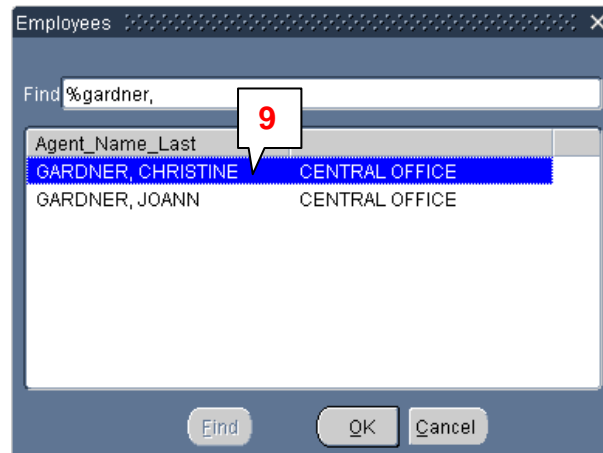 Employees
Find %gardner,
9
Agent_Name_Last
GARDNER, CHRISTINE CENTRAL OFFICE
GARDNER, JOANN CENTRAL OFFICE
Find OK Cancel